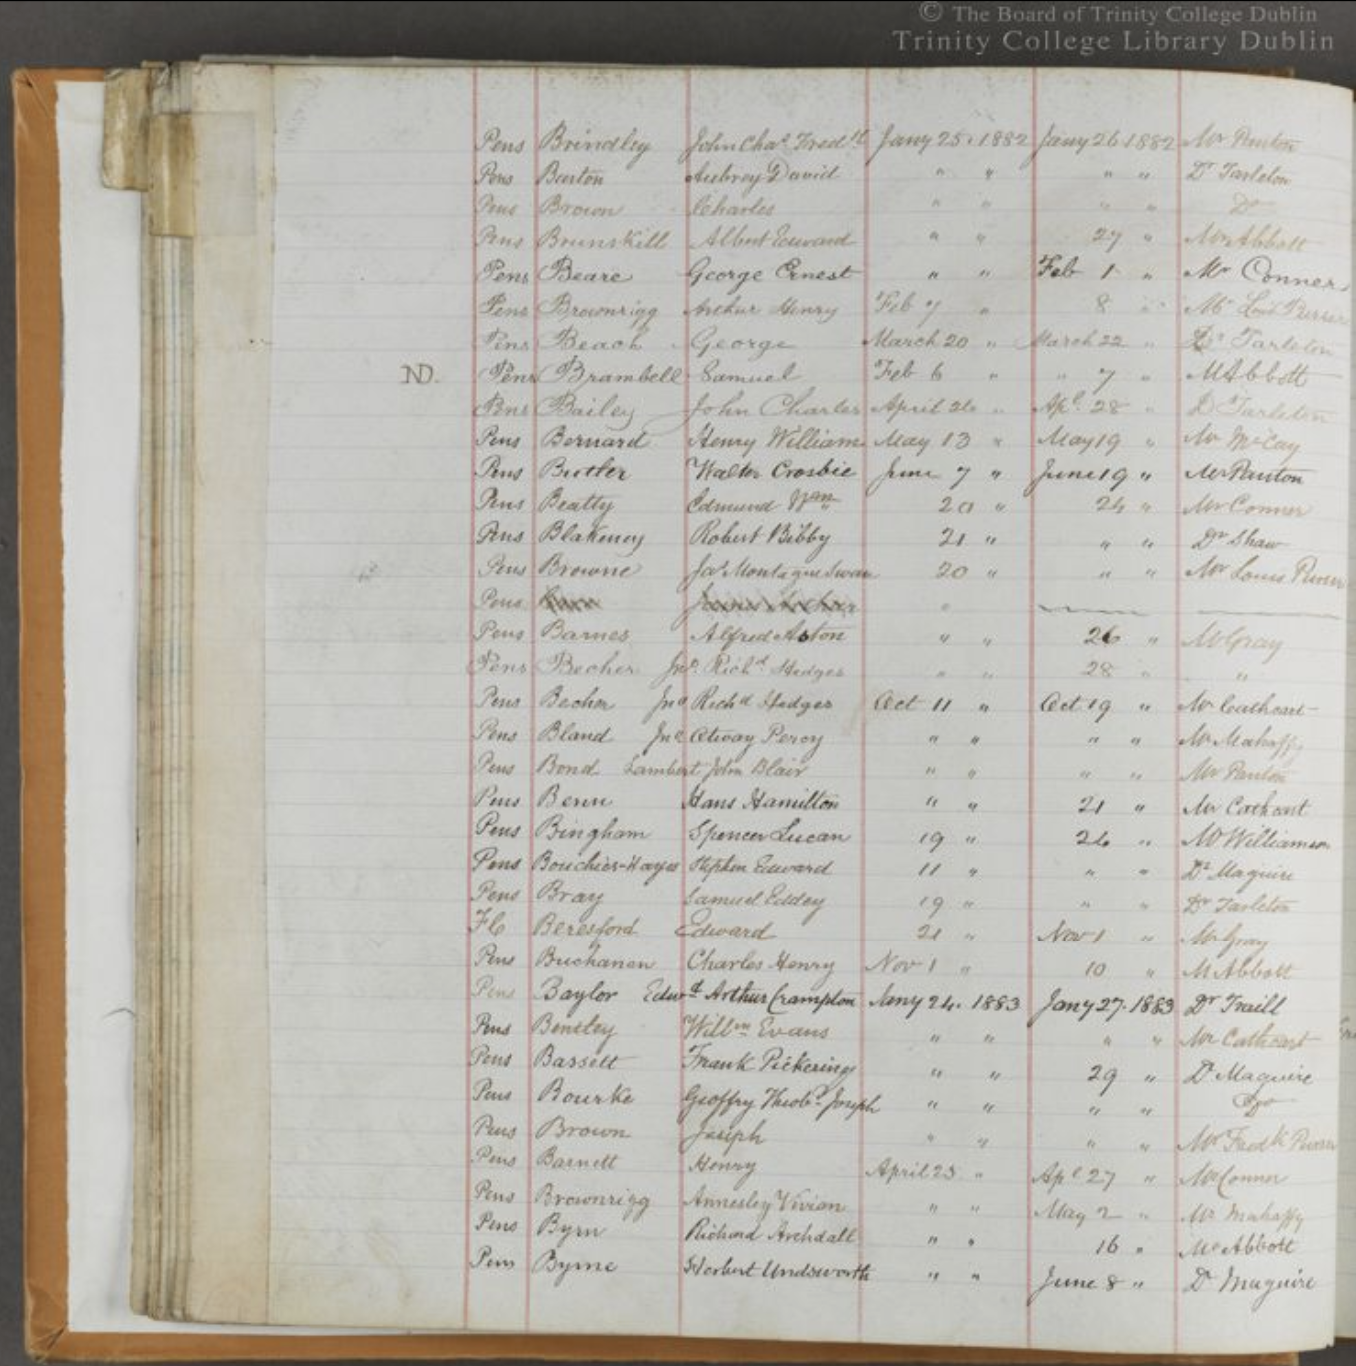 © The Board of Trinity College Dublin
Trinity College Library Dublin
Pens Brindley John Chas Fredk Jany 25. 1882 Jany 26 1882 Mr Panton
Pens Burton Aubrey David " " " " Dr Tarleton
Pens Brown Charles " " " " Do
Pens Brunskill Albert Edward " " 27 " Mr Abbott
Pens Beare George Ernest " " Feb 1 " Mr Conner
Pens Brownrigg Arthur Henry Feb 7 " 8 " Mr Louis Purser
Pens Beach George March 20 " March 22 " Dr Tarleton
ND. Pens Brambell Samuel Feb 6 " " 7 " Mr Abbott
Pens Bailey John Charles April 26 " Apl 28 " Dr Tarleton
Pens Bernard Henry William May 13 " May 19 " Mr McCay
Pens Butler Walter Crosbie June 7 " June 19 " Mr Panton
Pens Beatty Edmund Wm 20 " 24 " Mr Conner
Pens Blakeney Robert Bibby 21 " " " Dr Shaw
Pens Browne Jas Montague Swan 20 " " " Mr Louis Purser
Pens "
Pens Barnes Alfred Aston " " 26 " Mr Gray
Pens Becher Jno. Richd Hedges " " 28 " "
Pens Becher Jno Richd Hedges Oct 11 " Oct 19 " Mr Cathcart
Pens Bland Jno Otway Percy " " " " Mr Mahaffy
Pens Bond Lambert John Blair " " " " Mr Panton
Pens Benn Hans Hamilton " " 21 " Mr Cathcart
Pens Bingham Spencer Lucan 19 " 24 " Mr Williamson
Pens Bouchier-Hayes Stephen Edward 11 " " " Dr Maguire
Pens Bray Samuel Eddey 19 " " " Dr Tarleton
FC Beresford Edward 21 " Nov 1 " Mr Gray
Pens Buchanan Charles Henry Nov 1 " 10 " Mr Abbott
Pens Baylor Edwd Arthur Crampton Jany 24. 1883 Jany 27. 1883 Dr Traill
Pens Bensley Willm Evans " " " " Mr Cathcart
Pens Bassett Frank Pickering " " 29 " Dr Maguire
Pens Bourke Geoffry Theobd Joseph " " " " Do
Pens Brown Joseph " " " " Mr Fredk Purser
Pens Barnett Henry April 23 " Apl 27 " Mr Conner
Pens Brownrigg Annesley Vivian " " May 2 " Mr Mahaffy
Pens Byrn Richard Archdall " " 16 " Mr Abbott
Pens Byrne Herbert Undsworth " " June 8 " Dr Maguire